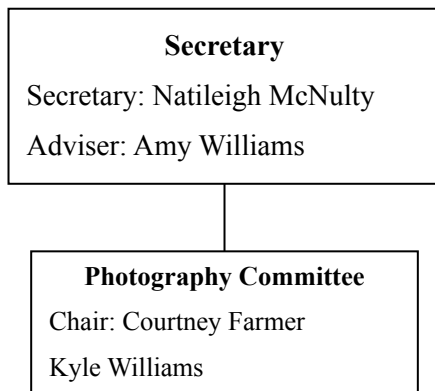 Secretary
Secretary: Natileigh McNulty
Adviser: Amy Williams
Photography Committee
Chair: Courtney Farmer
Kyle Williams